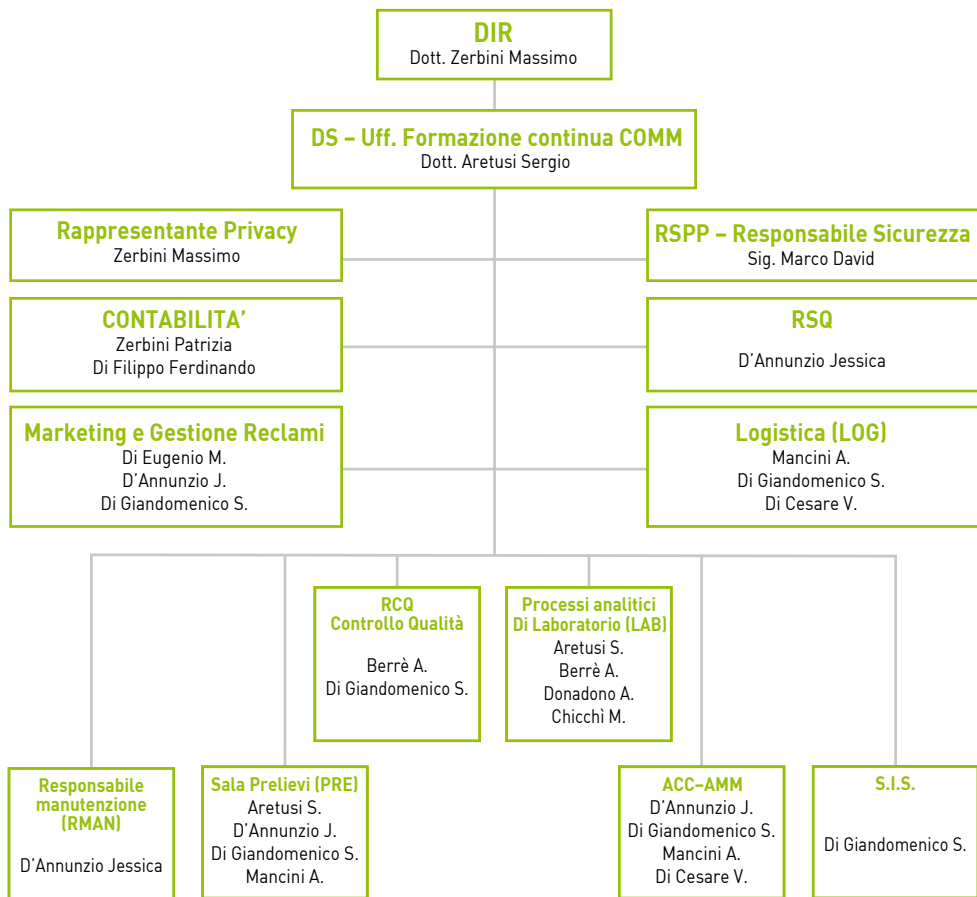 DIR
Dott. Zerbini Massimo
DS – Uff. Formazione continua COMM
Dott. Aretusi Sergio
Rappresentante Privacy
Zerbini Massimo
RSPP – Responsabile Sicurezza
Sig. Marco David
CONTABILITA’
Zerbini Patrizia
Di Filippo Ferdinando
RSQ
D’Annunzio Jessica
Marketing e Gestione Reclami
Di Eugenio M.
D’Annunzio J.
Di Giandomenico S.
Logistica (LOG)
Mancini A.
Di Giandomenico S.
Di Cesare V.
RCQ
Controllo Qualità
Berrè A.
Di Giandomenico S.
Processi analitici
Di Laboratorio (LAB)
Aretusi S.
Berrè A.
Donadono A.
Chicchì M.
Responsabile
manutenzione
(RMAN)
D’Annunzio Jessica
Sala Prelievi (PRE)
Aretusi S.
D’Annunzio J.
Di Giandomenico S.
Mancini A.
ACC–AMM
D’Annunzio J.
Di Giandomenico S.
Mancini A.
Di Cesare V.
S.I.S.
Di Giandomenico S.